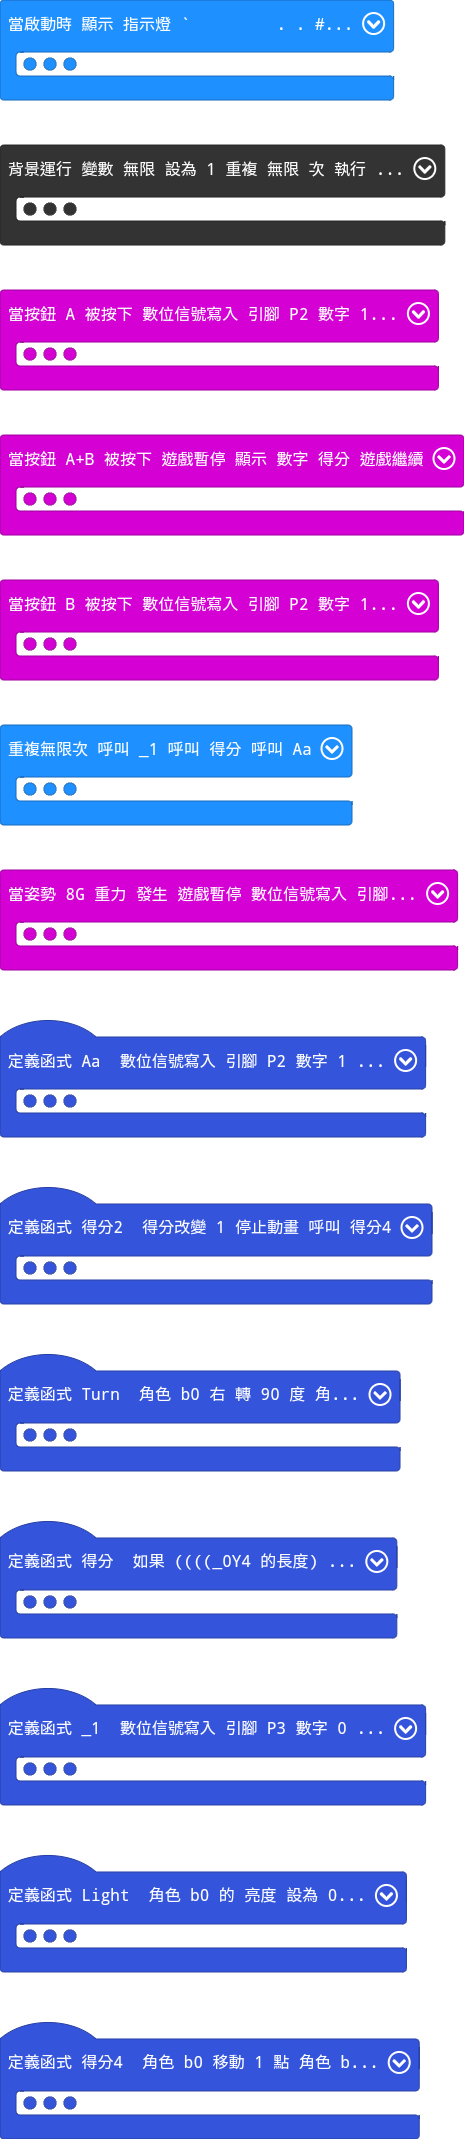 當啟動時 顯示 指示燈 ` . . #...
背景運行 變數 無限 設為 1 重複 無限 次 執行 ...
當按鈕 A 被按下 數位信號寫入 引腳 P2 數字 1...
當按鈕 A+B 被按下 遊戲暫停 顯示 數字 得分 遊戲繼續
當按鈕 B 被按下 數位信號寫入 引腳 P2 數字 1...
重複無限次 呼叫 _1 呼叫 得分 呼叫 Aa
當姿勢 8G 重力 發生 遊戲暫停 數位信號寫入 引腳...
定義函式 Aa 數位信號寫入 引腳 P2 數字 1 ...
定義函式 得分2 得分改變 1 停止動畫 呼叫 得分4
定義函式 Turn 角色 b0 右 轉 90 度 角...
定義函式 得分 如果 ((((_0Y4 的長度) ...
定義函式 _1 數位信號寫入 引腳 P3 數字 0 ...
定義函式 Light 角色 b0 的 亮度 設為 0...
定義函式 得分4 角色 b0 移動 1 點 角色 b...